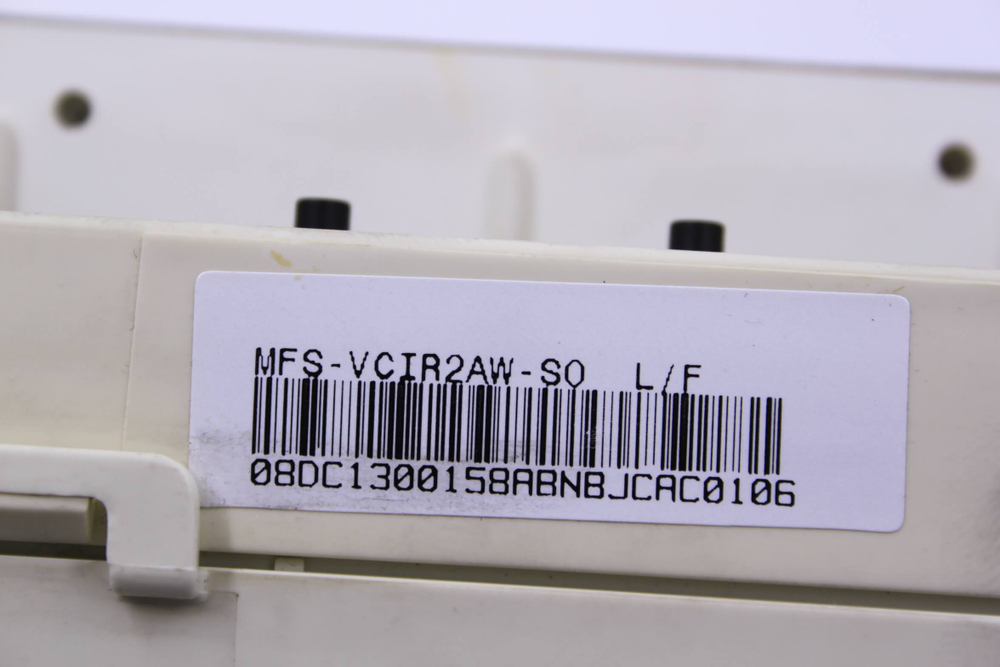 MFS-VCIR2AW-S0 L/F
08DC1300158ABNBJCAC0106